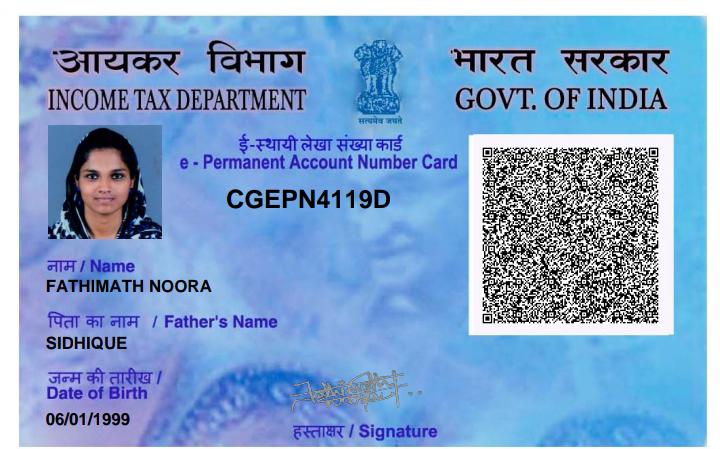 आयकर विभाग
INCOME TAX DEPARTMENT
सत्यमेव जयते
भारत सरकार
GOVT. OF INDIA
ई-स्थायी लेखा संख्या कार्ड
e - Permanent Account Number Card
CGEPN4119D
नाम / Name
FATHIMATH NOORA
पिता का नाम / Father's Name
SIDHIQUE
जन्म की तारीख /
Date of Birth
06/01/1999
हस्ताक्षर / Signature